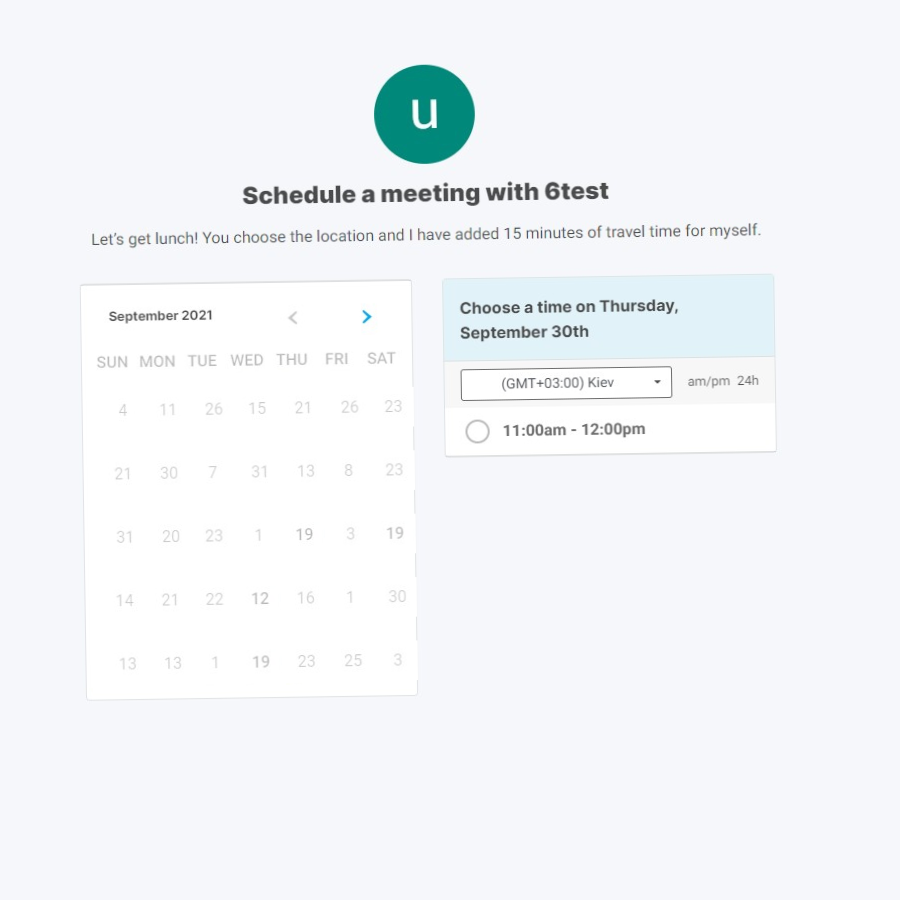 u
Schedule a meeting with 6test
Let's get lunch! You choose the location and I have added 15 minutes of travel time for myself.
September 2021
SUN MON TUE WED THU FRI SAT
4 11 26 15 21 26 23
21 30 7 31 13 8 23
31 20 23 1 19 3 19
14 21 22 12 16 1 30
13 13 1 19 23 25 3
Choose a time on Thursday,
September 30th
(GMT+03:00) Kiev am/pm 24h
11:00am - 12:00pm